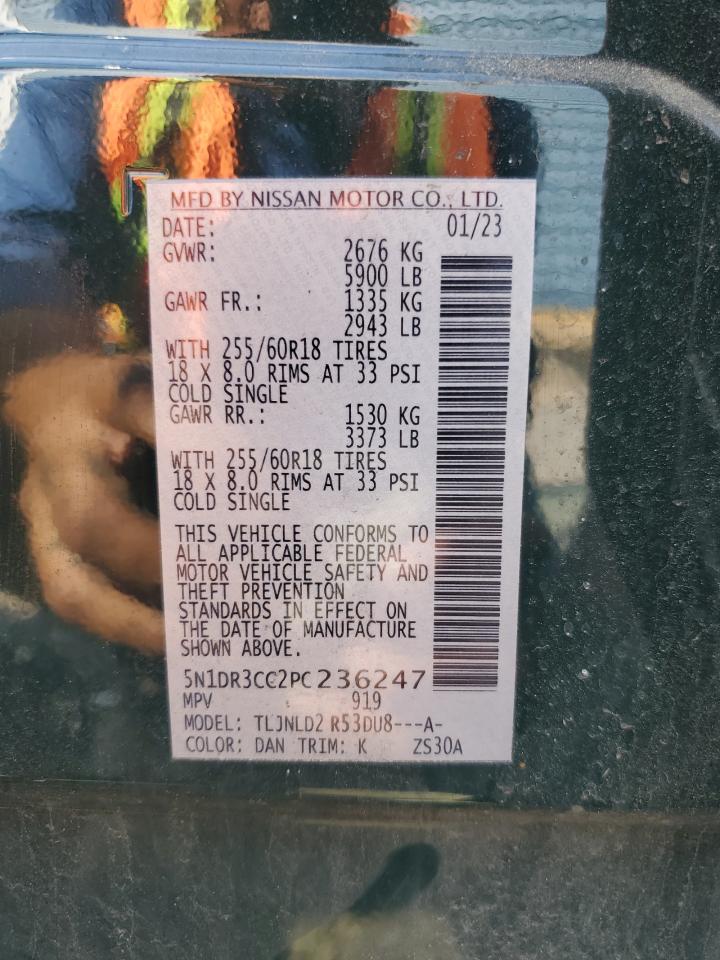 MFD BY NISSAN MOTOR CO., LTD.
DATE: 01/23
GVWR: 2676 KG
5900 LB
GAWR FR.: 1335 KG
2943 LB
WITH 255/60R18 TIRES
18 X 8.0 RIMS AT 33 PSI
COLD SINGLE
GAWR RR.: 1530 KG
3373 LB
WITH 255/60R18 TIRES
18 X 8.0 RIMS AT 33 PSI
COLD SINGLE
THIS VEHICLE CONFORMS TO
ALL APPLICABLE FEDERAL
MOTOR VEHICLE SAFETY AND
THEFT PREVENTION
STANDARDS IN EFFECT ON
THE DATE OF MANUFACTURE
SHOWN ABOVE.
5N1DR3CC2PC236247
MPV 919
MODEL: TLJNLD2 R53DU8---A-
COLOR: DAN TRIM: K ZS30A